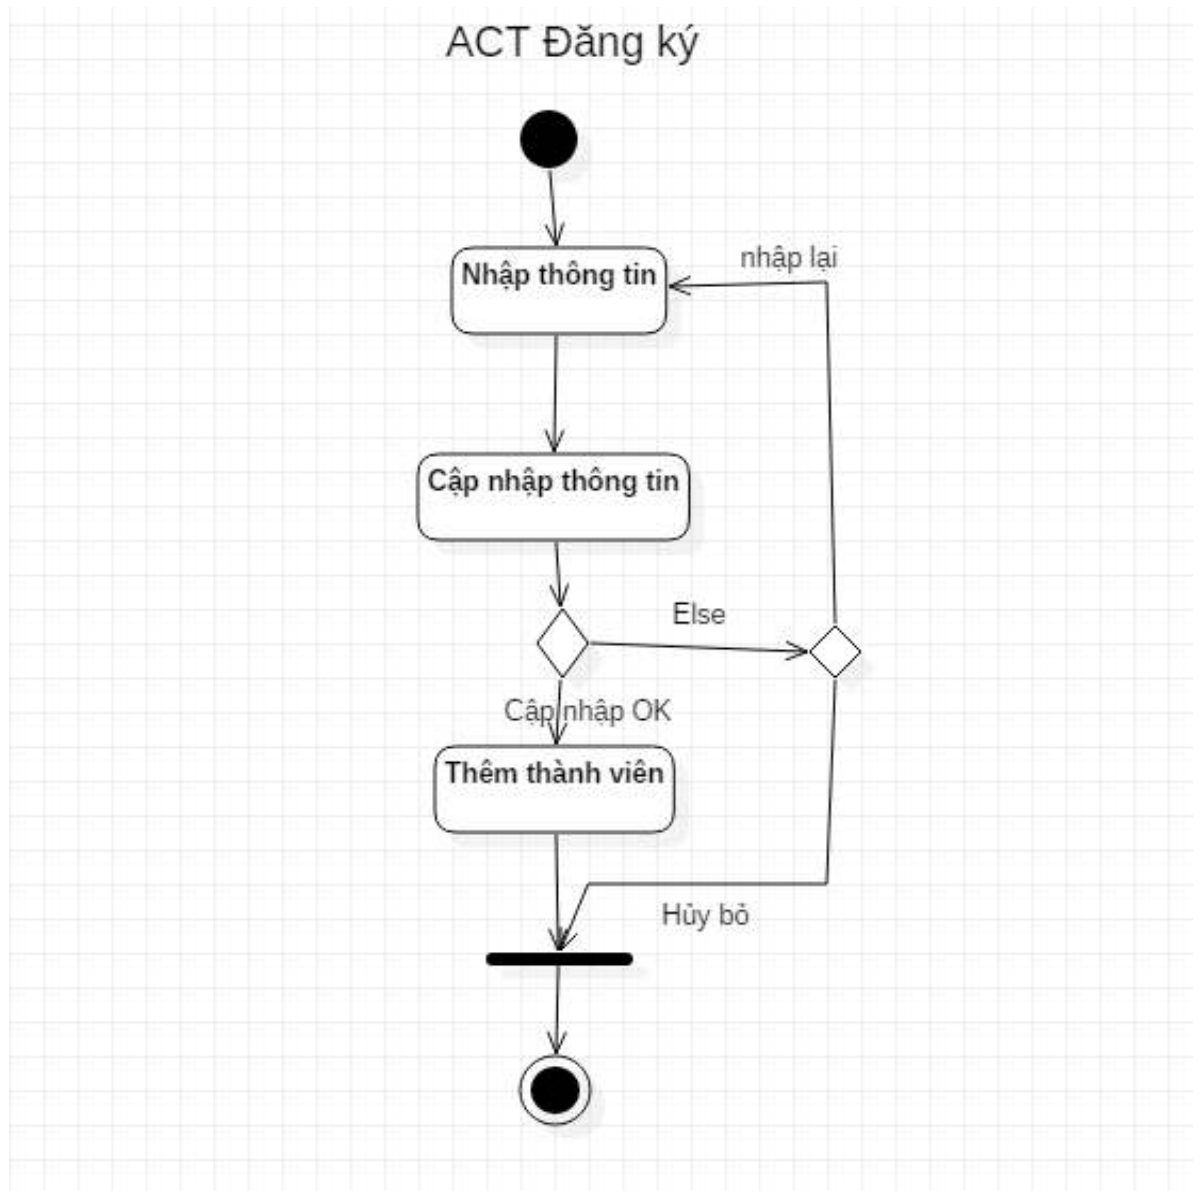 ACT Đăng ký
nhập lại
Nhập thông tin
Cập nhập thông tin
Else
Cập nhập OK
Thêm thành viên
Hủy bỏ